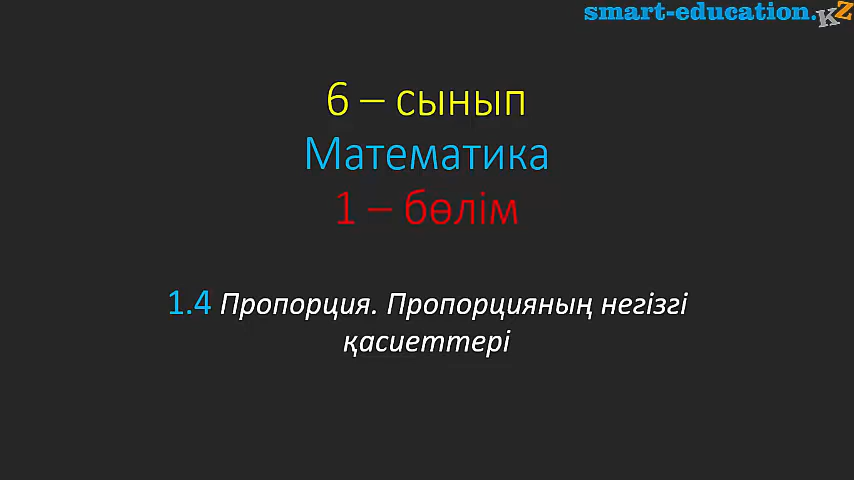 smart-education.KZ
6 – сынып
Математика
1 – бөлім
1.4 Пропорция. Пропорцияның негізгі
қасиеттері